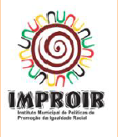 IMPROIR
Instituto Municipal de Políticas de
Promoção da Igualdade Racial